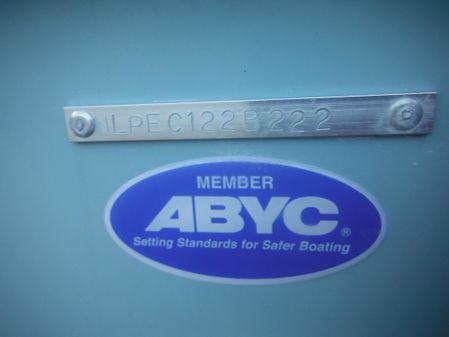 ILPEC122B222
MEMBER
ABYC®
Setting Standards for Safer Boating